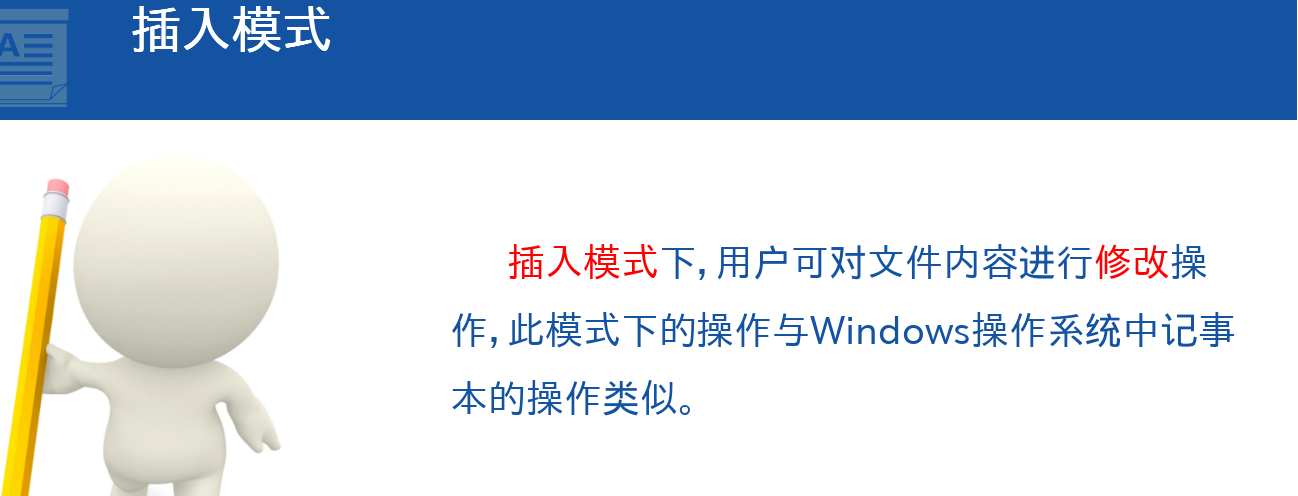 插入模式
A
插入模式下,用户可对文件内容进行修改操
作,此模式下的操作与Windows操作系统中记事
本的操作类似。